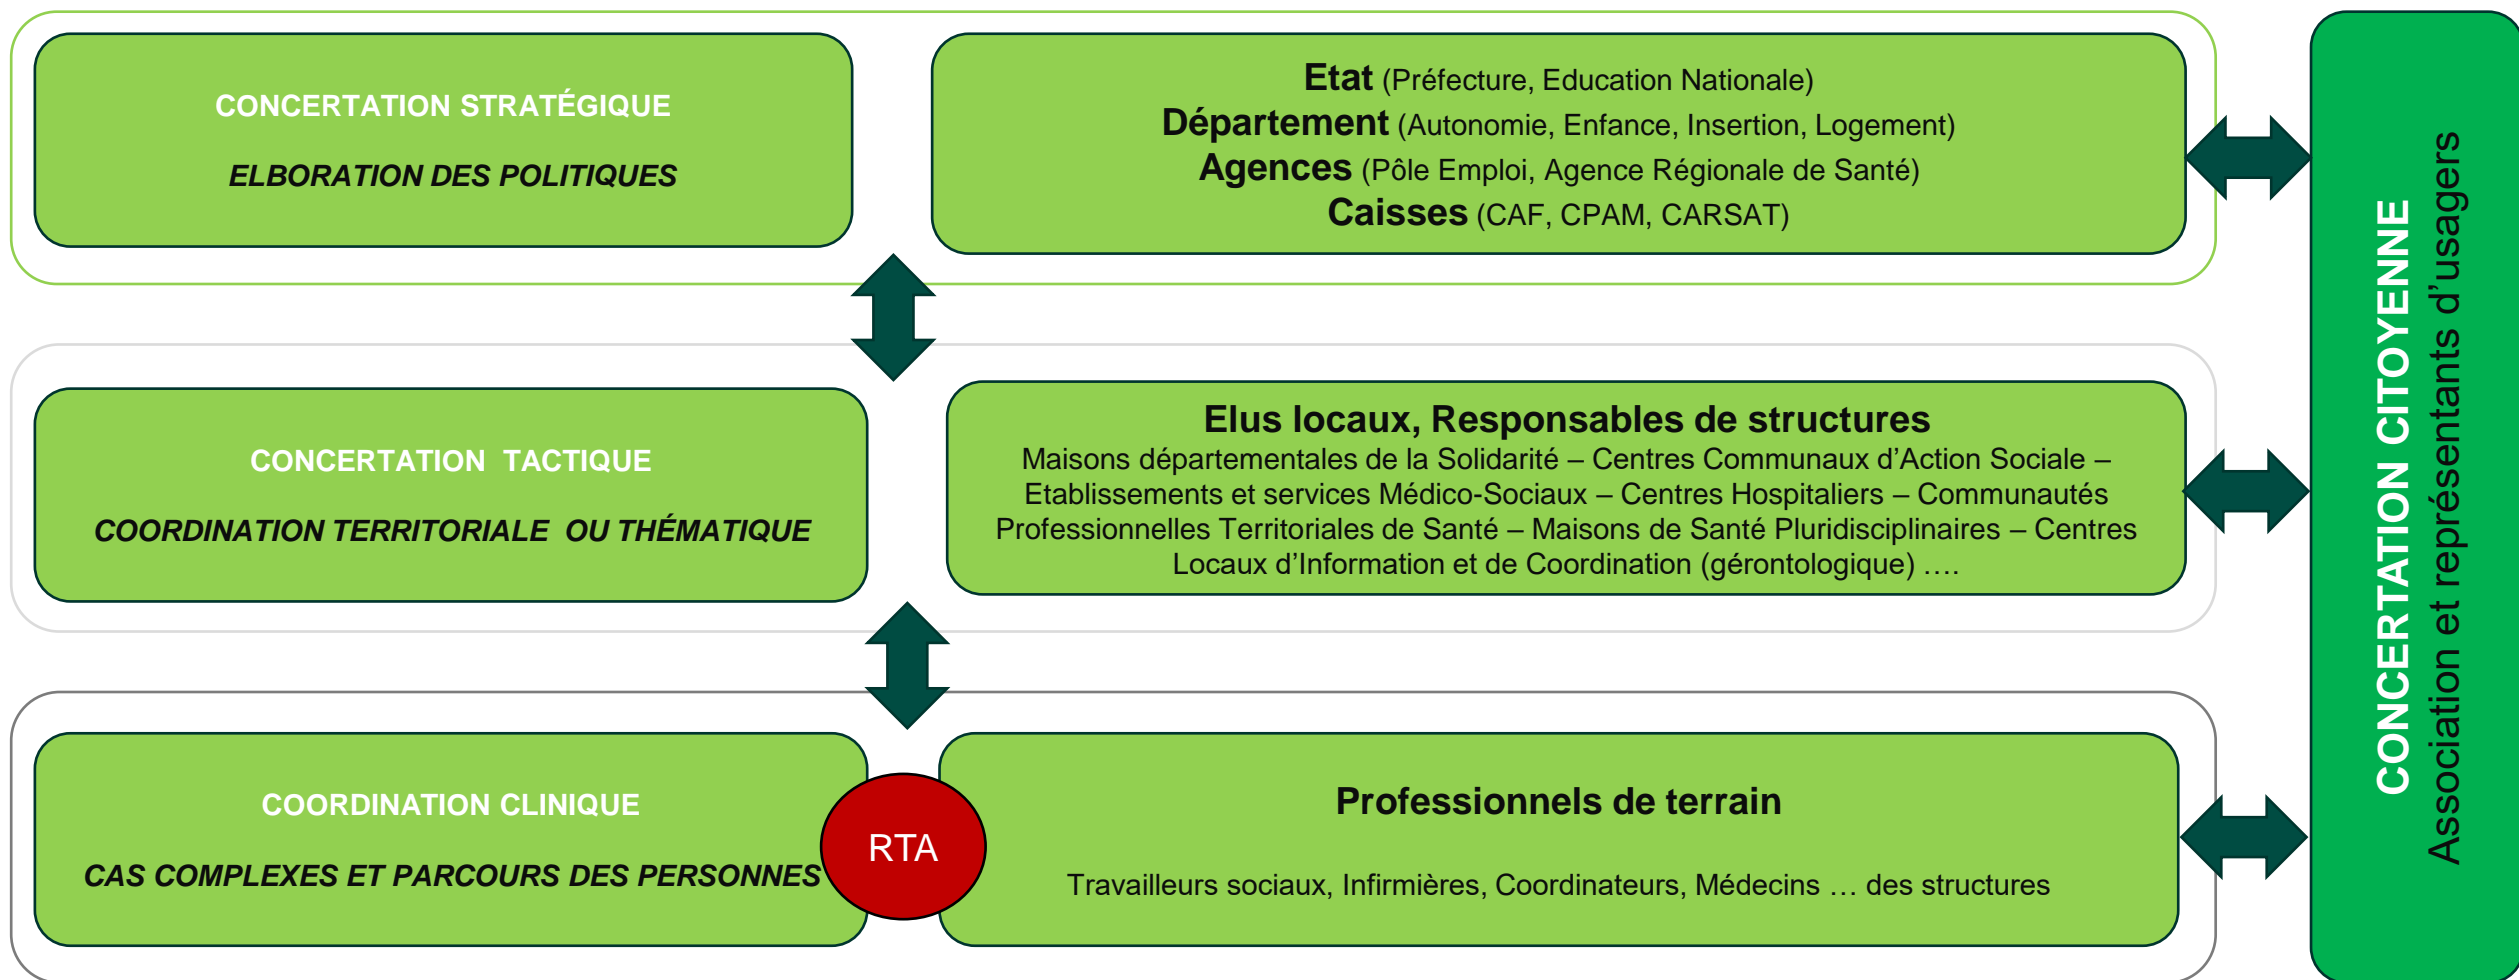 CONCERTATION STRATÉGIQUE
ELBORATION DES POLITIQUES
Etat (Préfecture, Education Nationale)
Département (Autonomie, Enfance, Insertion, Logement)
Agences (Pôle Emploi, Agence Régionale de Santé)
Caisses (CAF, CPAM, CARSAT)
CONCERTATION  TACTIQUE
COORDINATION TERRITORIALE  OU THÉMATIQUE
Elus locaux, Responsables de structures
Maisons départementales de la Solidarité – Centres Communaux d’Action Sociale –
Etablissements et services Médico-Sociaux – Centres Hospitaliers – Communautés
Professionnelles Territoriales de Santé – Maisons de Santé Pluridisciplinaires – Centres
Locaux d’Information et de Coordination (gérontologique) ….
COORDINATION CLINIQUE
CAS COMPLEXES ET PARCOURS DES PERSONNES
RTA
Professionnels de terrain
Travailleurs sociaux, Infirmières, Coordinateurs, Médecins … des structures
CONCERTATION CITOYENNE
Association et représentants d’usagers